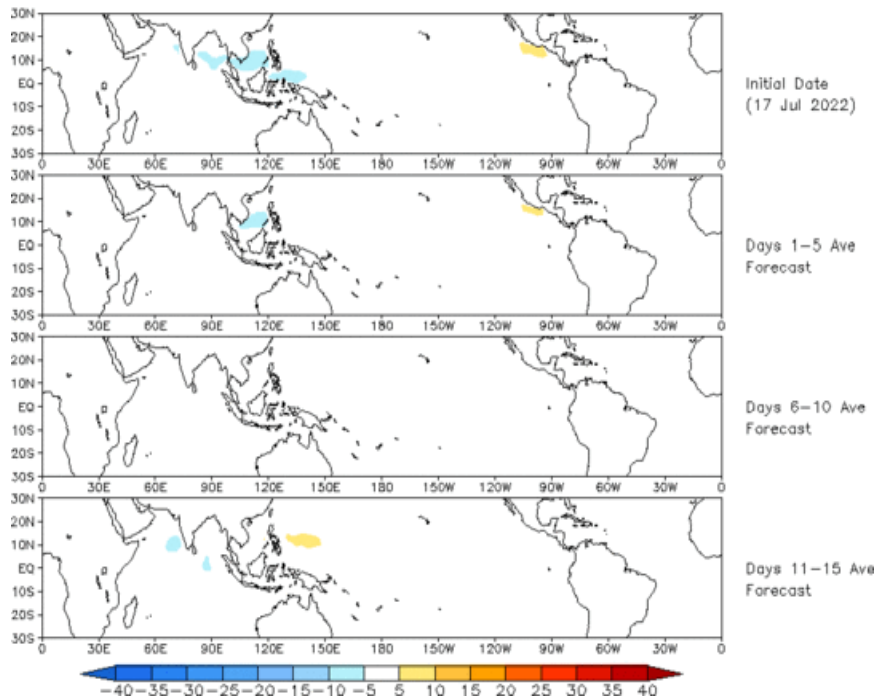 30N
20N
10N
EQ
10S
20S
30S
0 30E 60E 90E 120E 150E 180 150W 120W 90W 60W 30W 0
Initial Date
(17 Jul 2022)
30N
20N
10N
EQ
10S
20S
30S
0 30E 60E 90E 120E 150E 180 150W 120W 90W 60W 30W 0
Days 1-5 Ave
Forecast
30N
20N
10N
EQ
10S
20S
30S
0 30E 60E 90E 120E 150E 180 150W 120W 90W 60W 30W 0
Days 6-10 Ave
Forecast
30N
20N
10N
EQ
10S
20S
30S
0 30E 60E 90E 120E 150E 180 150W 120W 90W 60W 30W 0
Days 11-15 Ave
Forecast
-40 -35 -30 -25 -20 -15 -10 -5 5 10 15 20 25 30 35 40